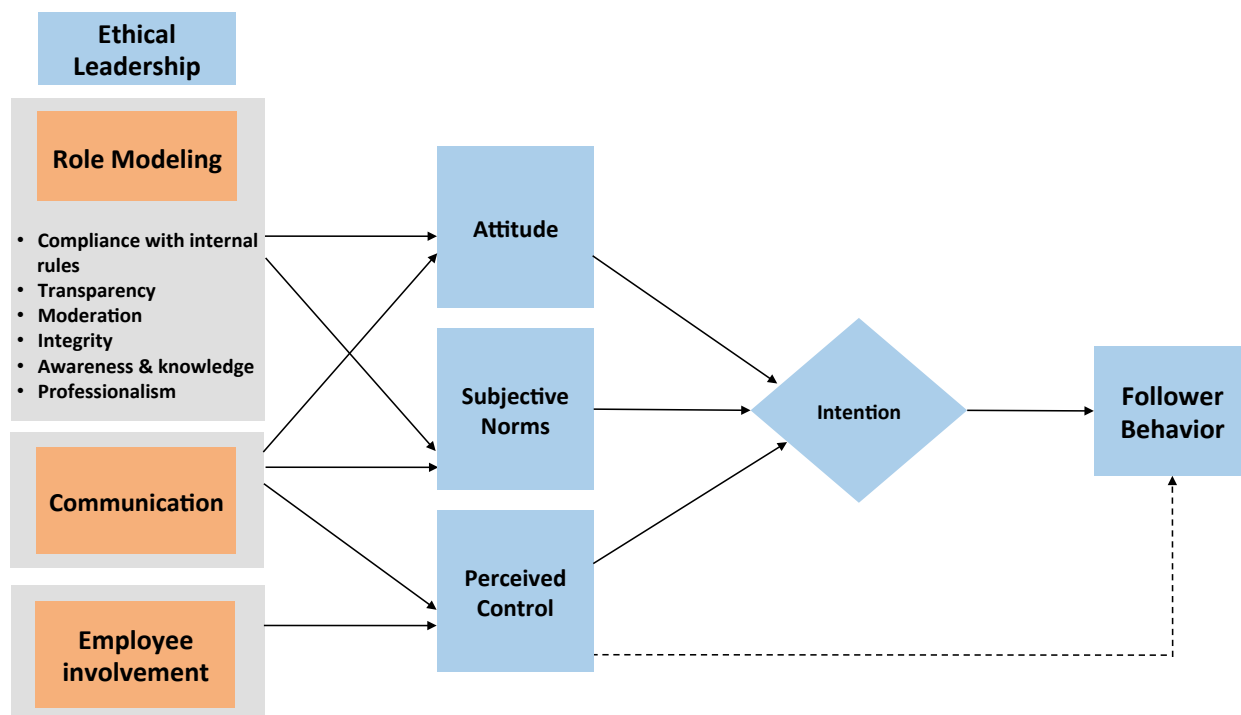 Ethical
Leadership
Role Modeling
• Compliance with internal
rules
• Transparency
• Moderation
• Integrity
• Awareness & knowledge
• Professionalism
Communication
Employee
involvement
Attitude
Subjective
Norms
Perceived
Control
Intention
Follower
Behavior